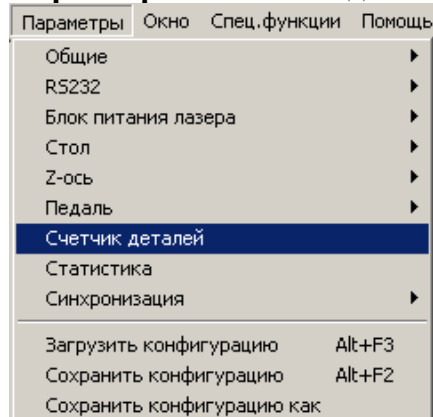 Параметры Окно Спец.функции Помощь
Общие
RS232
Блок питания лазера
Стол
Z-ось
Педаль
Счетчик деталей
Статистика
Синхронизация
Загрузить конфигурацию Alt+F3
Сохранить конфигурацию Alt+F2
Сохранить конфигурацию как